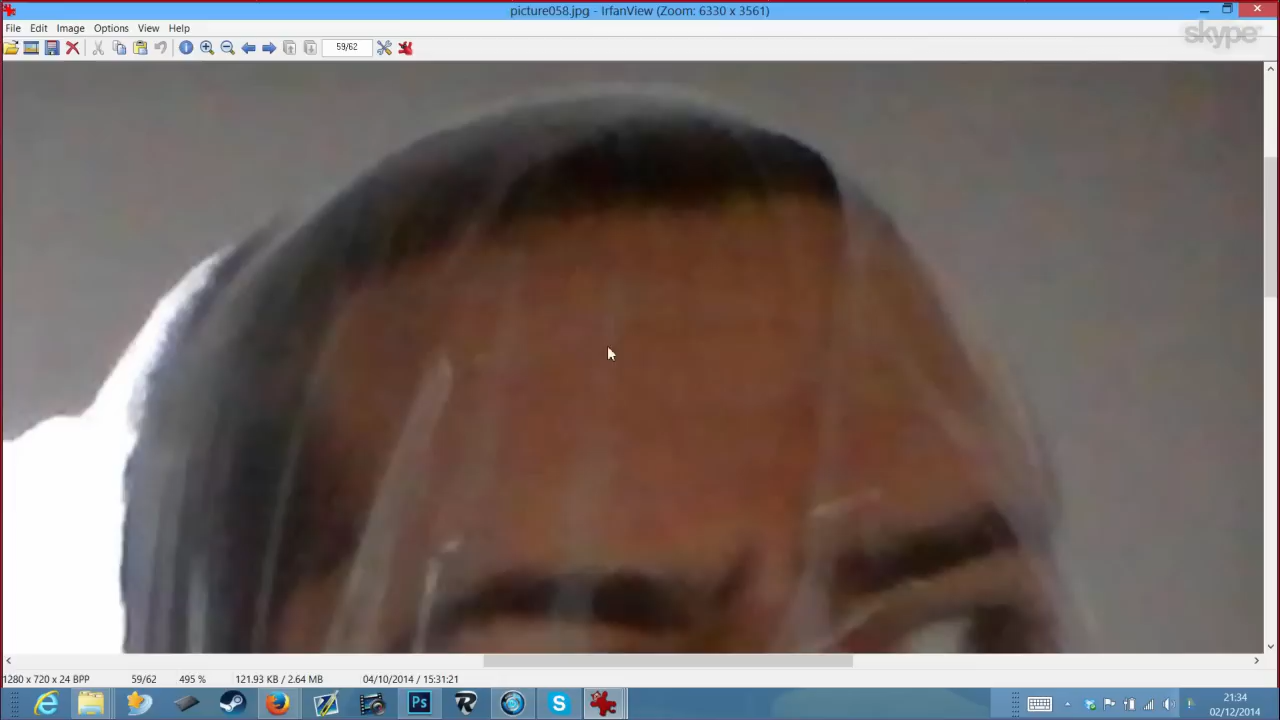 picture058.jpg - IrfanView (Zoom: 6330 x 3561)
File Edit Image Options View Help
skype
59/62
1280 x 720 x 24 BPP 59/62 495 % 121.93 KB / 2.64 MB 04/10/2014 / 15:31:21
Ps
21:34
02/12/2014